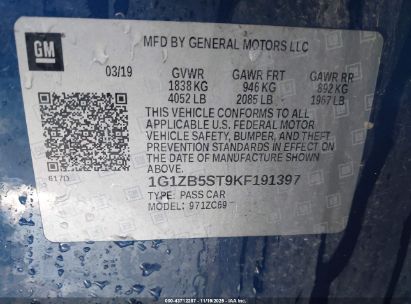 GM
MFD BY GENERAL MOTORS LLC
03/19 GVWR GAWR FRT GAWR RR
1838 KG 946 KG 892 KG
4052 LB 2085 LB 1967 LB
THIS VEHICLE CONFORMS TO ALL
APPLICABLE U.S. FEDERAL MOTOR
VEHICLE SAFETY, BUMPER, AND THEFT
PREVENTION STANDARDS IN EFFECT ON
THE DATE OF MANUFACTURE SHOWN
ABOVE.
617D
1G1ZB5ST9KF191397
TYPE: PASS CAR
MODEL: 971ZC69